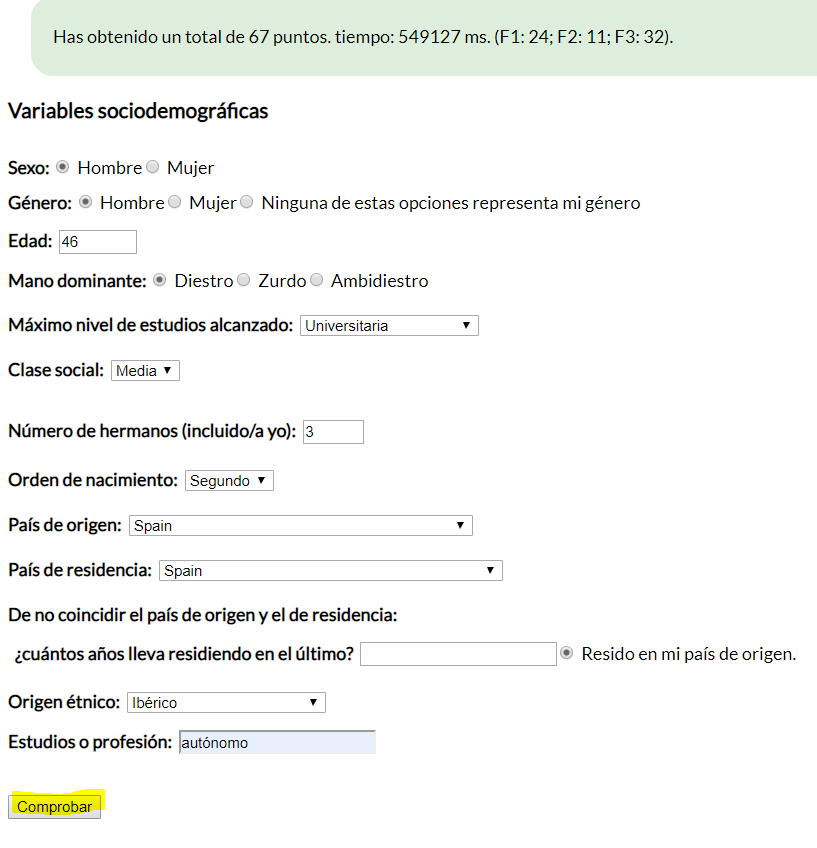 Has obtenido un total de 67 puntos. tiempo: 549127 ms. (F1: 24; F2: 11; F3: 32).
Variables sociodemográficas
Sexo: Hombre Mujer
Género: Hombre Mujer Ninguna de estas opciones representa mi género
Edad: 46
Mano dominante: Diestro Zurdo Ambidiestro
Máximo nivel de estudios alcanzado: Universitaria
Clase social: Media
Número de hermanos (incluido/a yo): 3
Orden de nacimiento: Segundo
País de origen: Spain
País de residencia: Spain
De no coincidir el país de origen y el de residencia:
¿cuántos años lleva residiendo en el último? Resido en mi país de origen.
Origen étnico: Ibérico
Estudios o profesión: autónomo
Comprobar